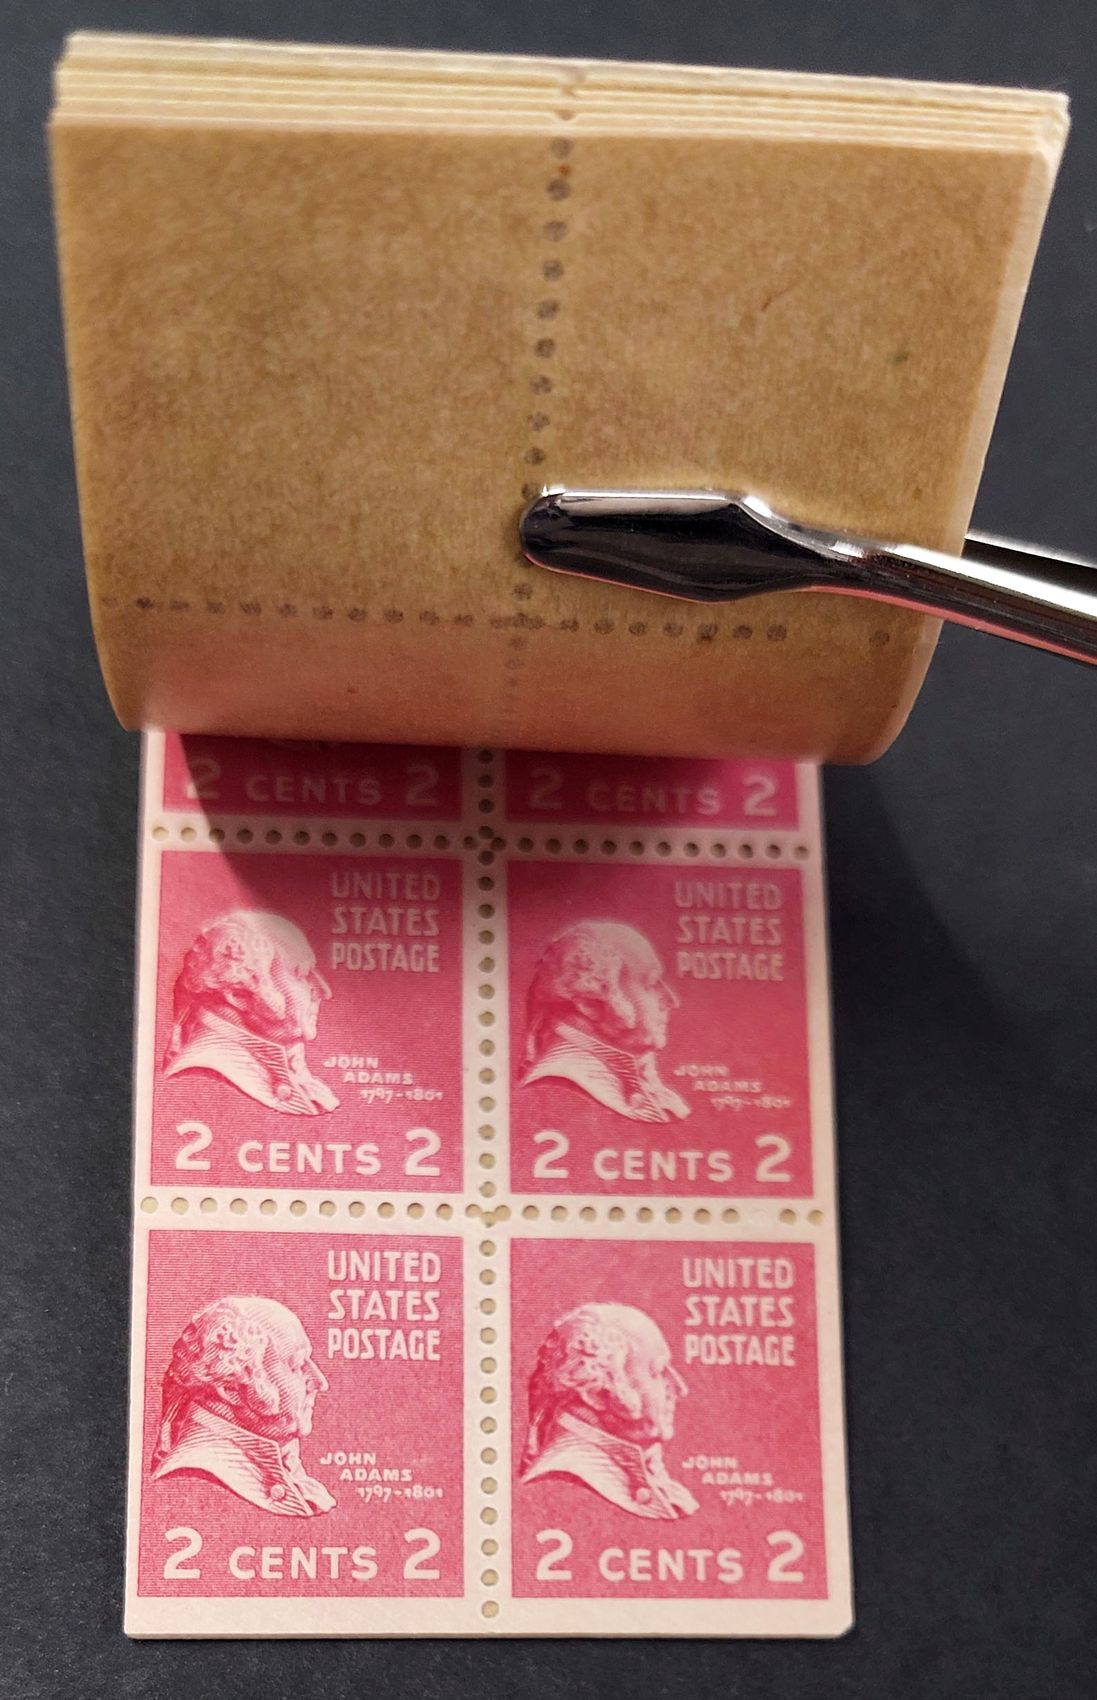 2 CENTS 2
2 CENTS 2
UNITED
STATES
POSTAGE
JOHN
ADAMS
1797-1801
2 CENTS 2
UNITED
STATES
POSTAGE
JOHN
ADAMS
1797-1801
2 CENTS 2
UNITED
STATES
POSTAGE
JOHN
ADAMS
1797-1801
2 CENTS 2
UNITED
STATES
POSTAGE
JOHN
ADAMS
1797-1801
2 CENTS 2